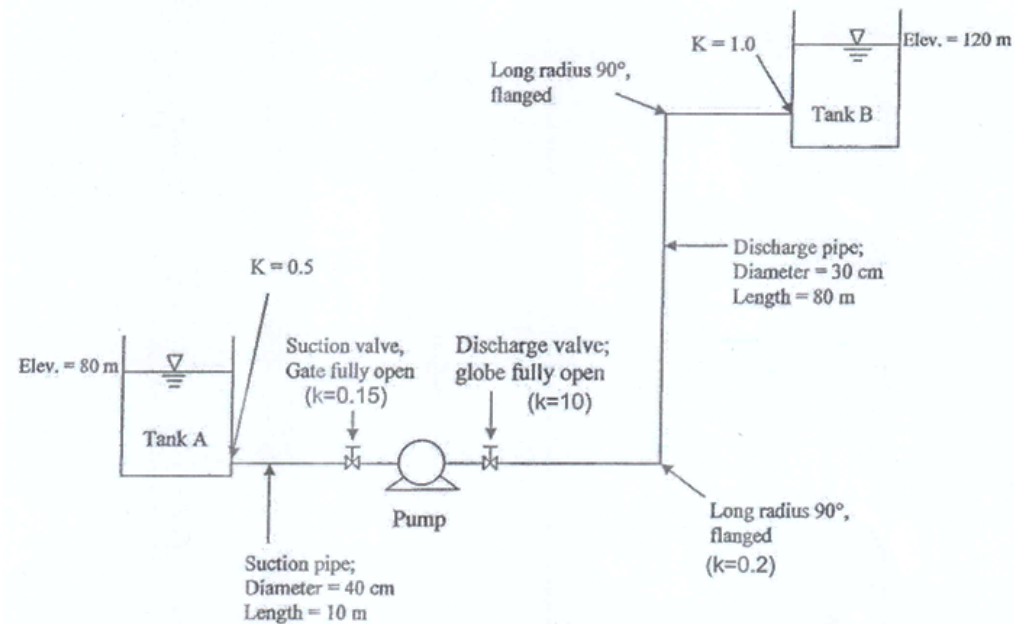 K = 1.0
Elev. = 120 m
Long radius 90°,
flanged
Tank B
Discharge pipe;
Diameter = 30 cm
Length = 80 m
K = 0.5
Elev. = 80 m
Suction valve,
Gate fully open
(k=0.15)
Discharge valve;
globe fully open
(k=10)
Tank A
Pump
Long radius 90°,
flanged
(k=0.2)
Suction pipe;
Diameter = 40 cm
Length = 10 m